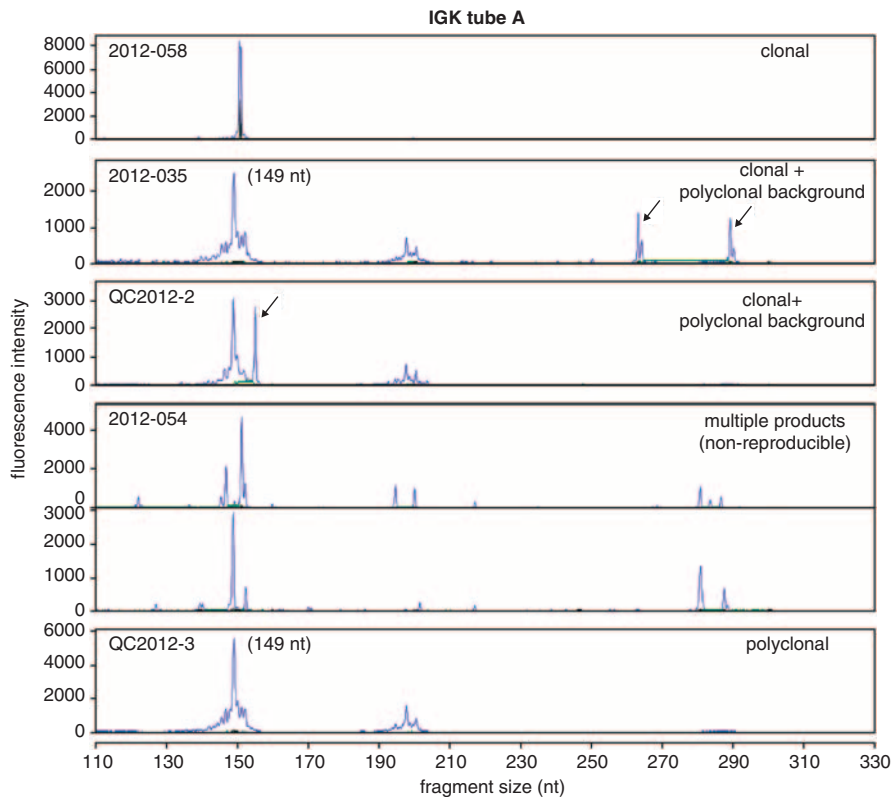 IGK tube A
fluorescence intensity
8000
6000
4000
2000
0
2012-058
clonal
2000
1000
0
2012-035
(149 nt)
clonal +
polyclonal background
3000
2000
1000
0
QC2012-2
clonal+
polyclonal background
4000
2000
0
2012-054
multiple products
(non-reproducible)
3000
2000
1000
0
6000
4000
2000
0
QC2012-3
(149 nt)
polyclonal
110 130 150 170 190 210 230 250 270 290 310 330
fragment size (nt)